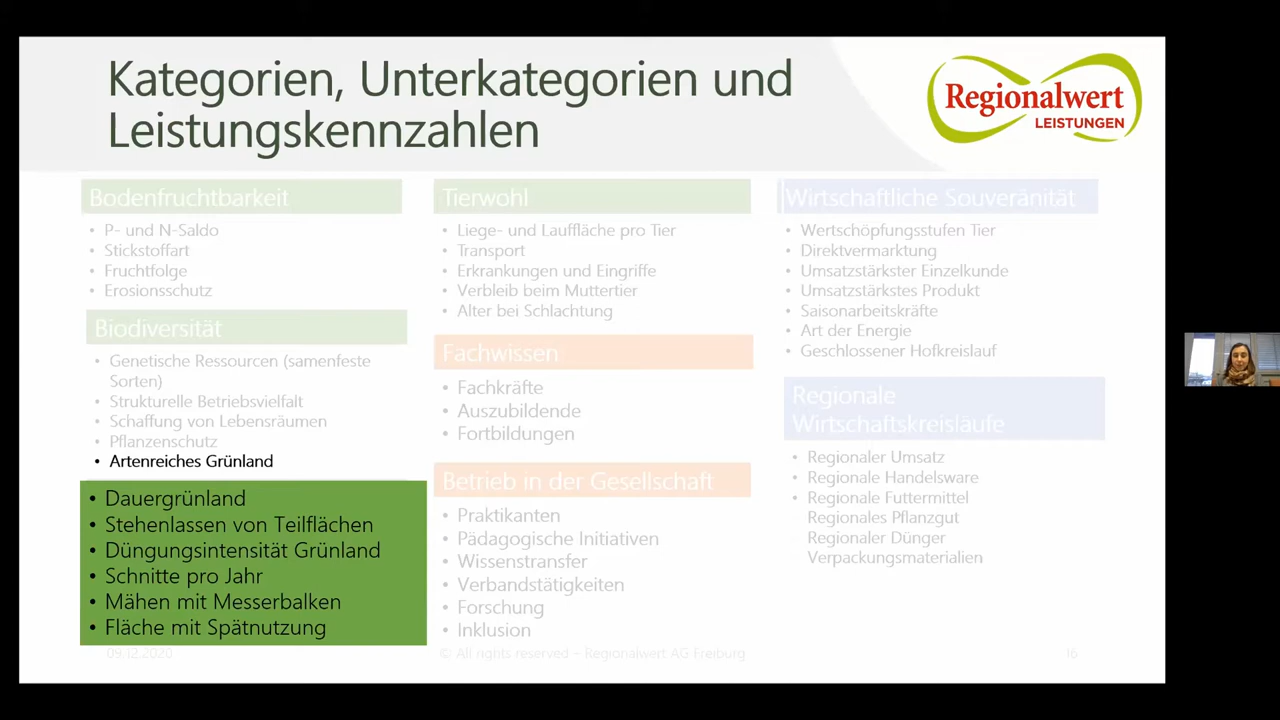 Kategorien, Unterkategorien und
Leistungskennzahlen
Regionalwert
LEISTUNGEN
Bodenfruchtbarkeit
• P- und N-Saldo
• Stickstoffart
• Fruchtfolge
• Erosionsschutz
Biodiversität
• Genetische Ressourcen (samenfeste
Sorten)
• Strukturelle Betriebsvielfalt
• Schaffung von Lebensräumen
• Pflanzenschutz
• Artenreiches Grünland
• Dauergrünland
• Stehenlassen von Teilflächen
• Düngungsintensität Grünland
• Schnitte pro Jahr
• Mähen mit Messerbalken
• Fläche mit Spätnutzung
Tierwohl
• Liege- und Lauffläche pro Tier
• Transport
• Erkrankungen und Eingriffe
• Verbleib beim Muttertier
• Alter bei Schlachtung
Fachwissen
• Fachkräfte
• Auszubildende
• Fortbildungen
Betrieb in der Gesellschaft
• Praktikanten
• Pädagogische Initiativen
• Wissenstransfer
• Verbandstätigkeiten
• Forschung
• Inklusion
Wirtschaftliche Souveränität
• Wertschöpfungsstufen Tier
• Direktvermarktung
• Umsatzstärkster Einzelkunde
• Umsatzstärkstes Produkt
• Saisonarbeitskräfte
• Art der Energie
• Geschlossener Hofkreislauf
Regionale
Wirtschaftskreisläufe
• Regionaler Umsatz
• Regionale Handelsware
• Regionale Futtermittel
Regionales Pflanzgut
Regionaler Dünger
Verpackungsmaterialien
09.12.2020
© All rights reserved – Regionalwert AG Freiburg
16